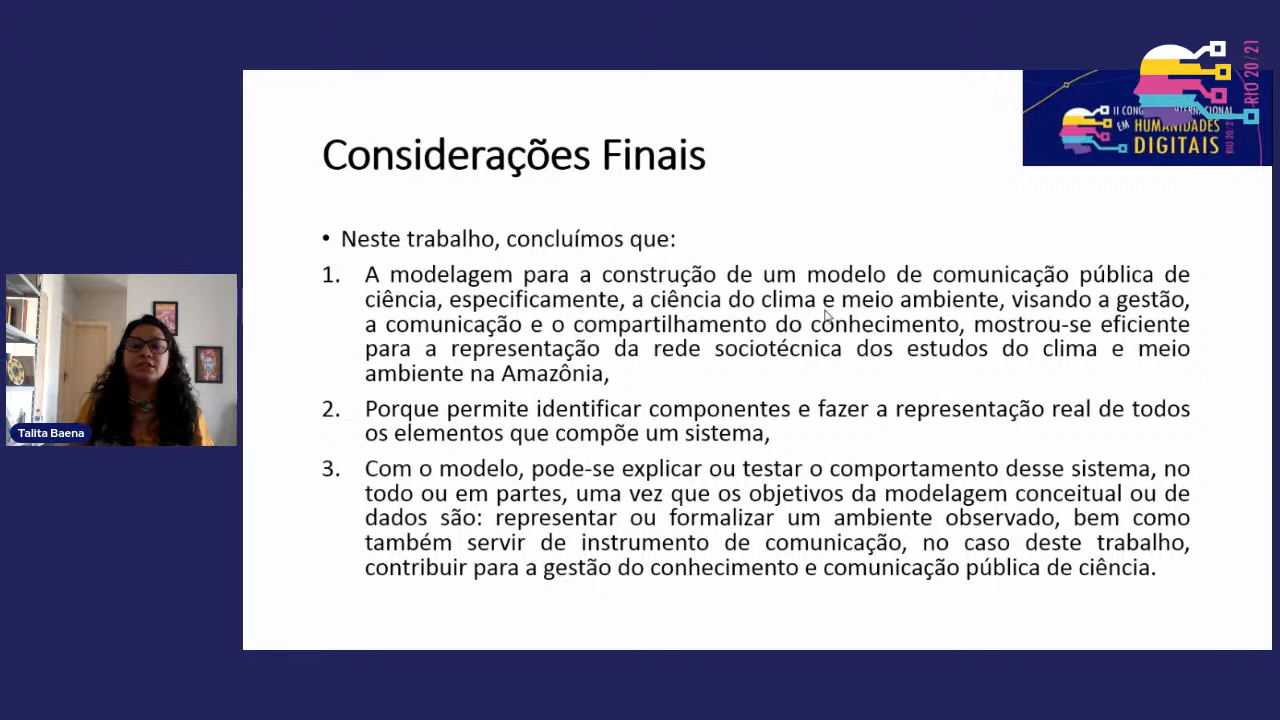 RIO 20/21
II CONG INTERNACIONAL
EM HUMANIDADES
DIGITAIS
Considerações Finais
• Neste trabalho, concluímos que:
1. A modelagem para a construção de um modelo de comunicação pública de
ciência, especificamente, a ciência do clima e meio ambiente, visando a gestão,
a comunicação e o compartilhamento do conhecimento, mostrou-se eficiente
para a representação da rede sociotécnica dos estudos do clima e meio
ambiente na Amazônia,
2. Porque permite identificar componentes e fazer a representação real de todos
os elementos que compõe um sistema,
3. Com o modelo, pode-se explicar ou testar o comportamento desse sistema, no
todo ou em partes, uma vez que os objetivos da modelagem conceitual ou de
dados são: representar ou formalizar um ambiente observado, bem como
também servir de instrumento de comunicação, no caso deste trabalho,
contribuir para a gestão do conhecimento e comunicação pública de ciência.
Talita Baena